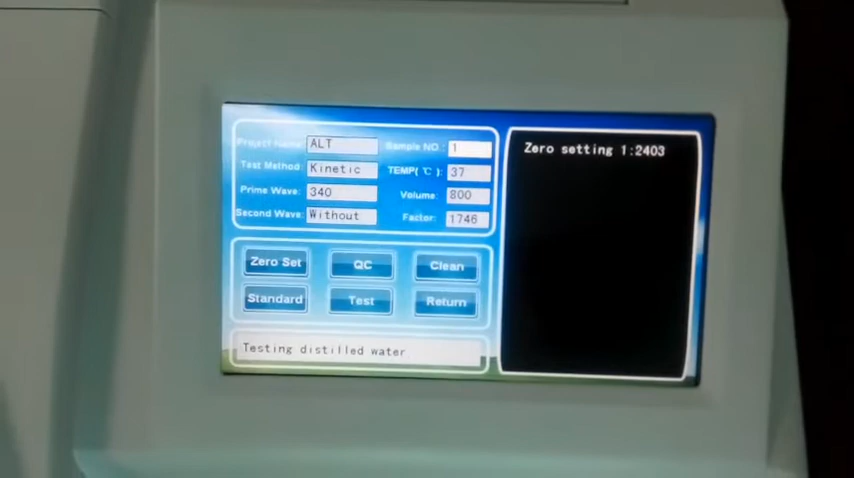 Project Name: ALT Sample NO.: 1
Test Method: Kinetic TEMP(℃): 37
Prime Wave: 340 Volume: 800
Second Wave: Without Factor: 1746
Zero Set QC Clean
Standard Test Return
Testing distilled water
Zero setting 1:2403